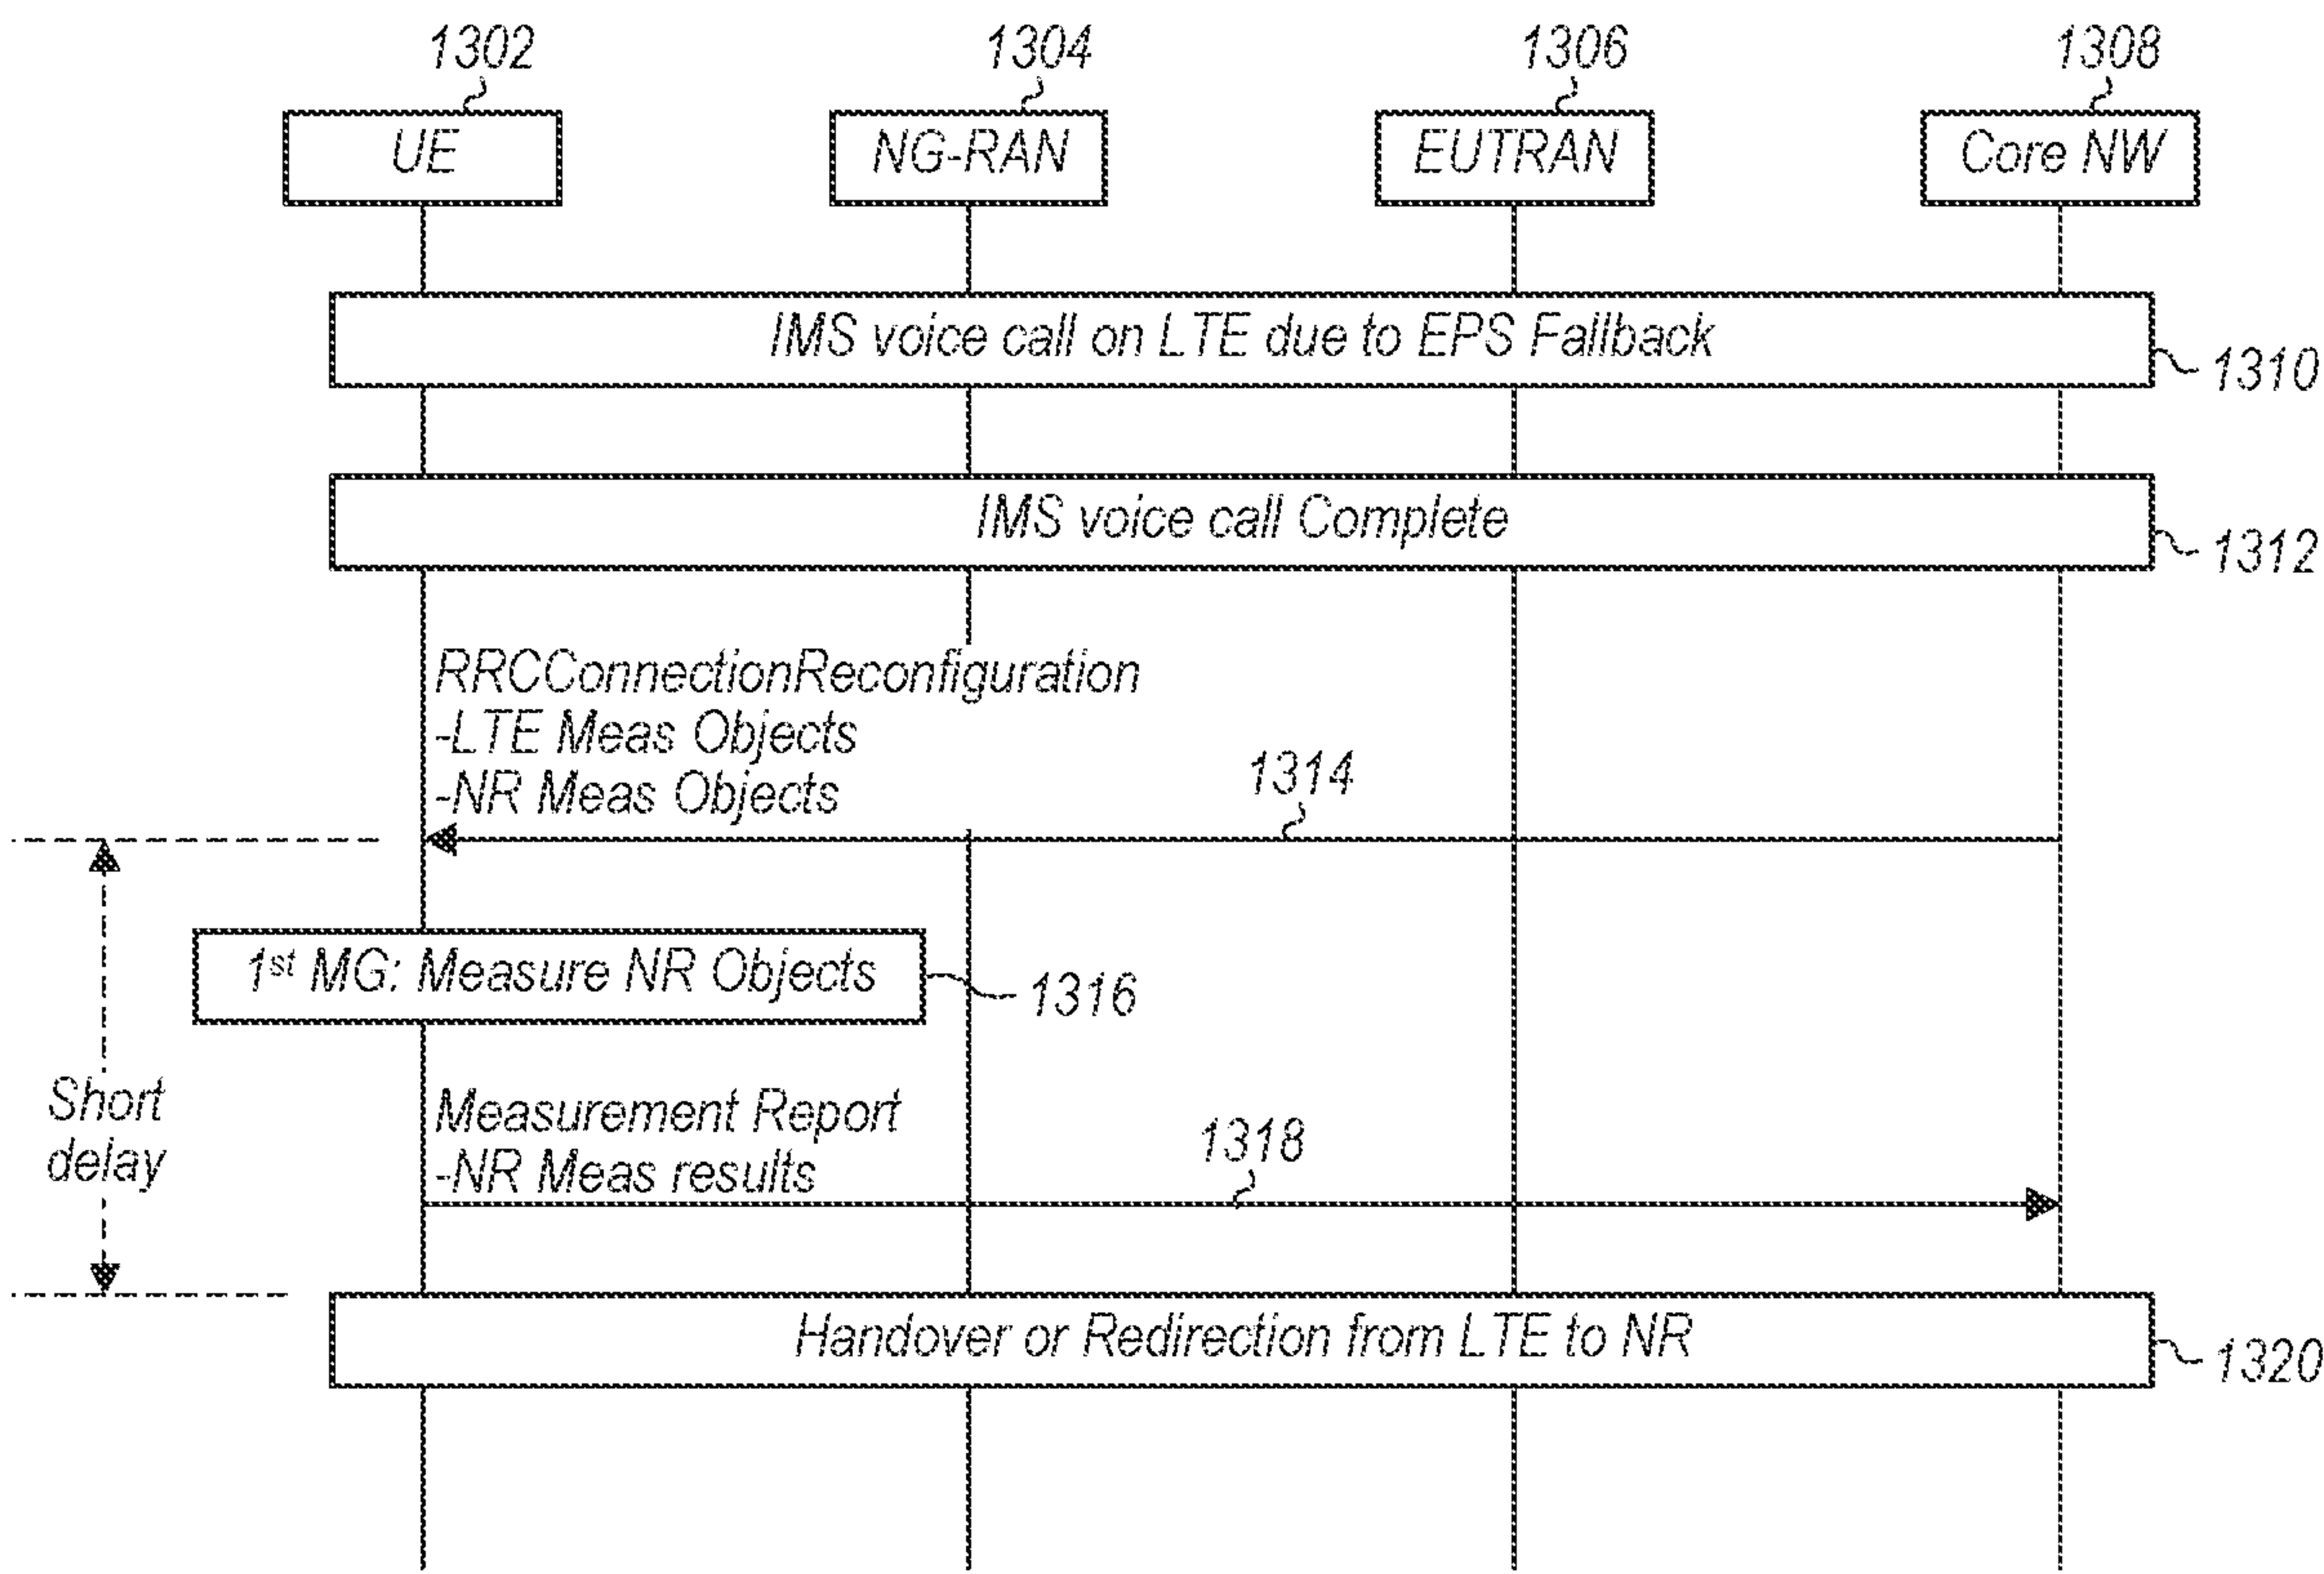 1302
1304
1306
1308
UE
NG-RAN
EUTRAN
Core NW
IMS voice call on LTE due to EPS Fallback
1310
IMS voice call Complete
1312
RRCConnectionReconfiguration
-LTE Meas Objects
-NR Meas Objects
1314
1st MG: Measure NR Objects
1316
Short
delay
Measurement Report
-NR Meas results
1318
Handover or Redirection from LTE to NR
1320